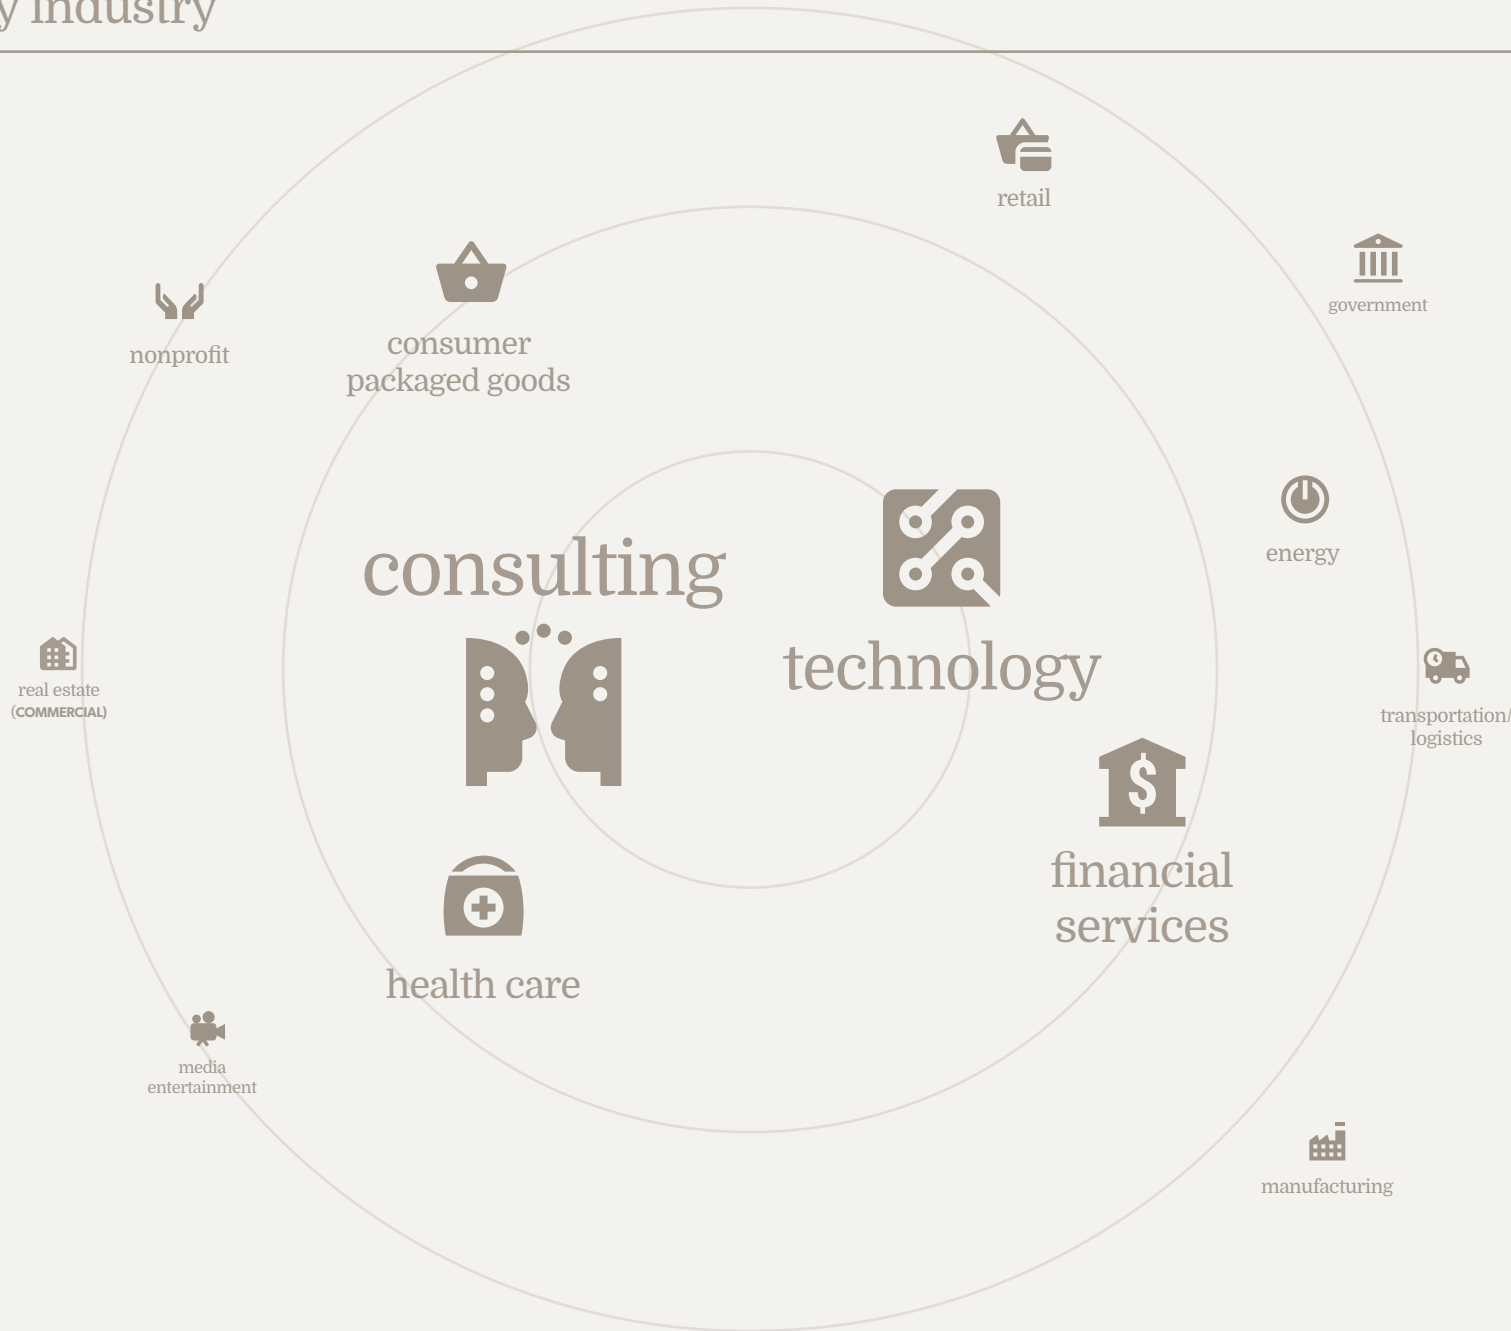 y industry
retail
government
nonprofit
consumer
packaged goods
consulting
energy
technology
real estate
(COMMERCIAL)
transportation/
logistics
financial
services
health care
media
entertainment
manufacturing